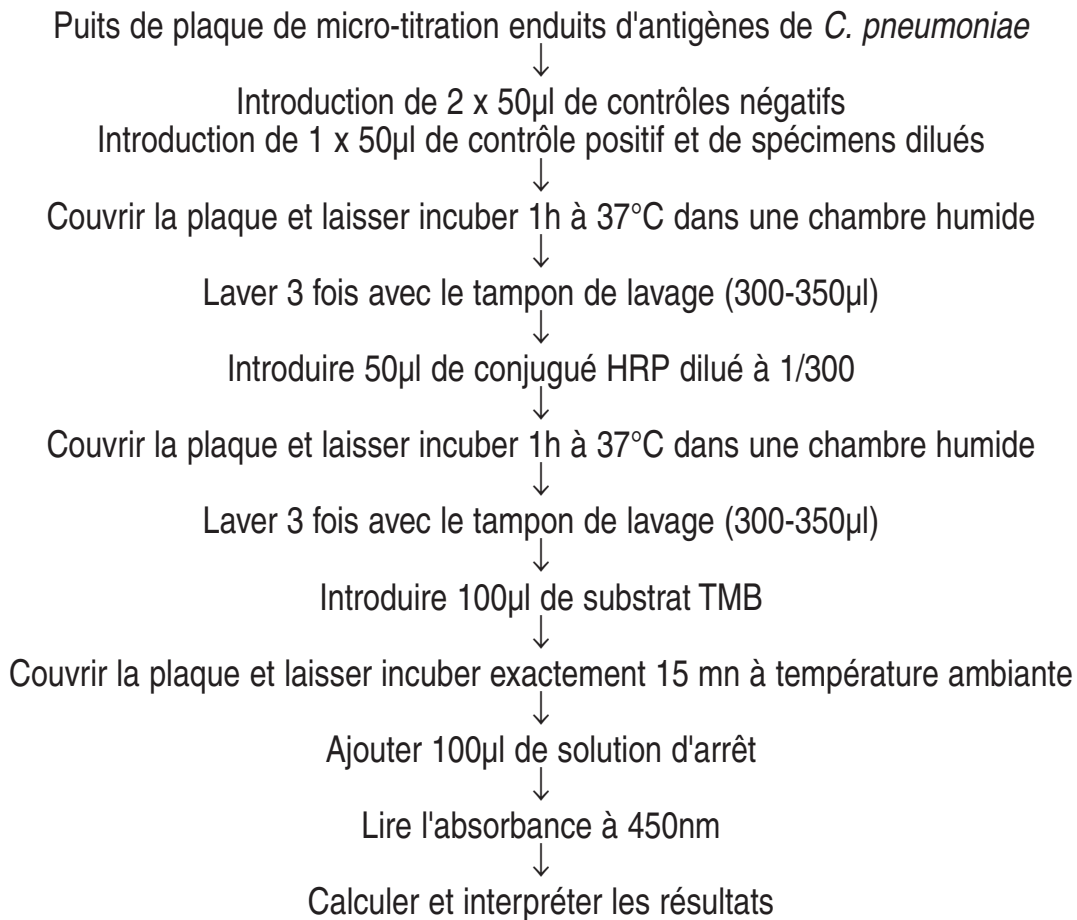 Puits de plaque de micro-titration enduits d'antigènes de C. pneumoniae
↓
Introduction de 2 x 50µl de contrôles négatifs
Introduction de 1 x 50µl de contrôle positif et de spécimens dilués
↓
Couvrir la plaque et laisser incuber 1h à 37°C dans une chambre humide
↓
Laver 3 fois avec le tampon de lavage (300-350µl)
↓
Introduire 50µl de conjugué HRP dilué à 1/300
↓
Couvrir la plaque et laisser incuber 1h à 37°C dans une chambre humide
↓
Laver 3 fois avec le tampon de lavage (300-350µl)
↓
Introduire 100µl de substrat TMB
↓
Couvrir la plaque et laisser incuber exactement 15 mn à température ambiante
↓
Ajouter 100µl de solution d'arrêt
↓
Lire l'absorbance à 450nm
↓
Calculer et interpréter les résultats